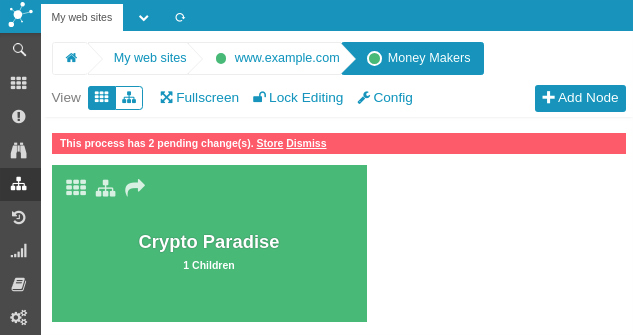 My web sites
My web sites www.example.com Money Makers
View Fullscreen Lock Editing Config Add Node
This process has 2 pending change(s). Store Dismiss
Crypto Paradise
1 Children